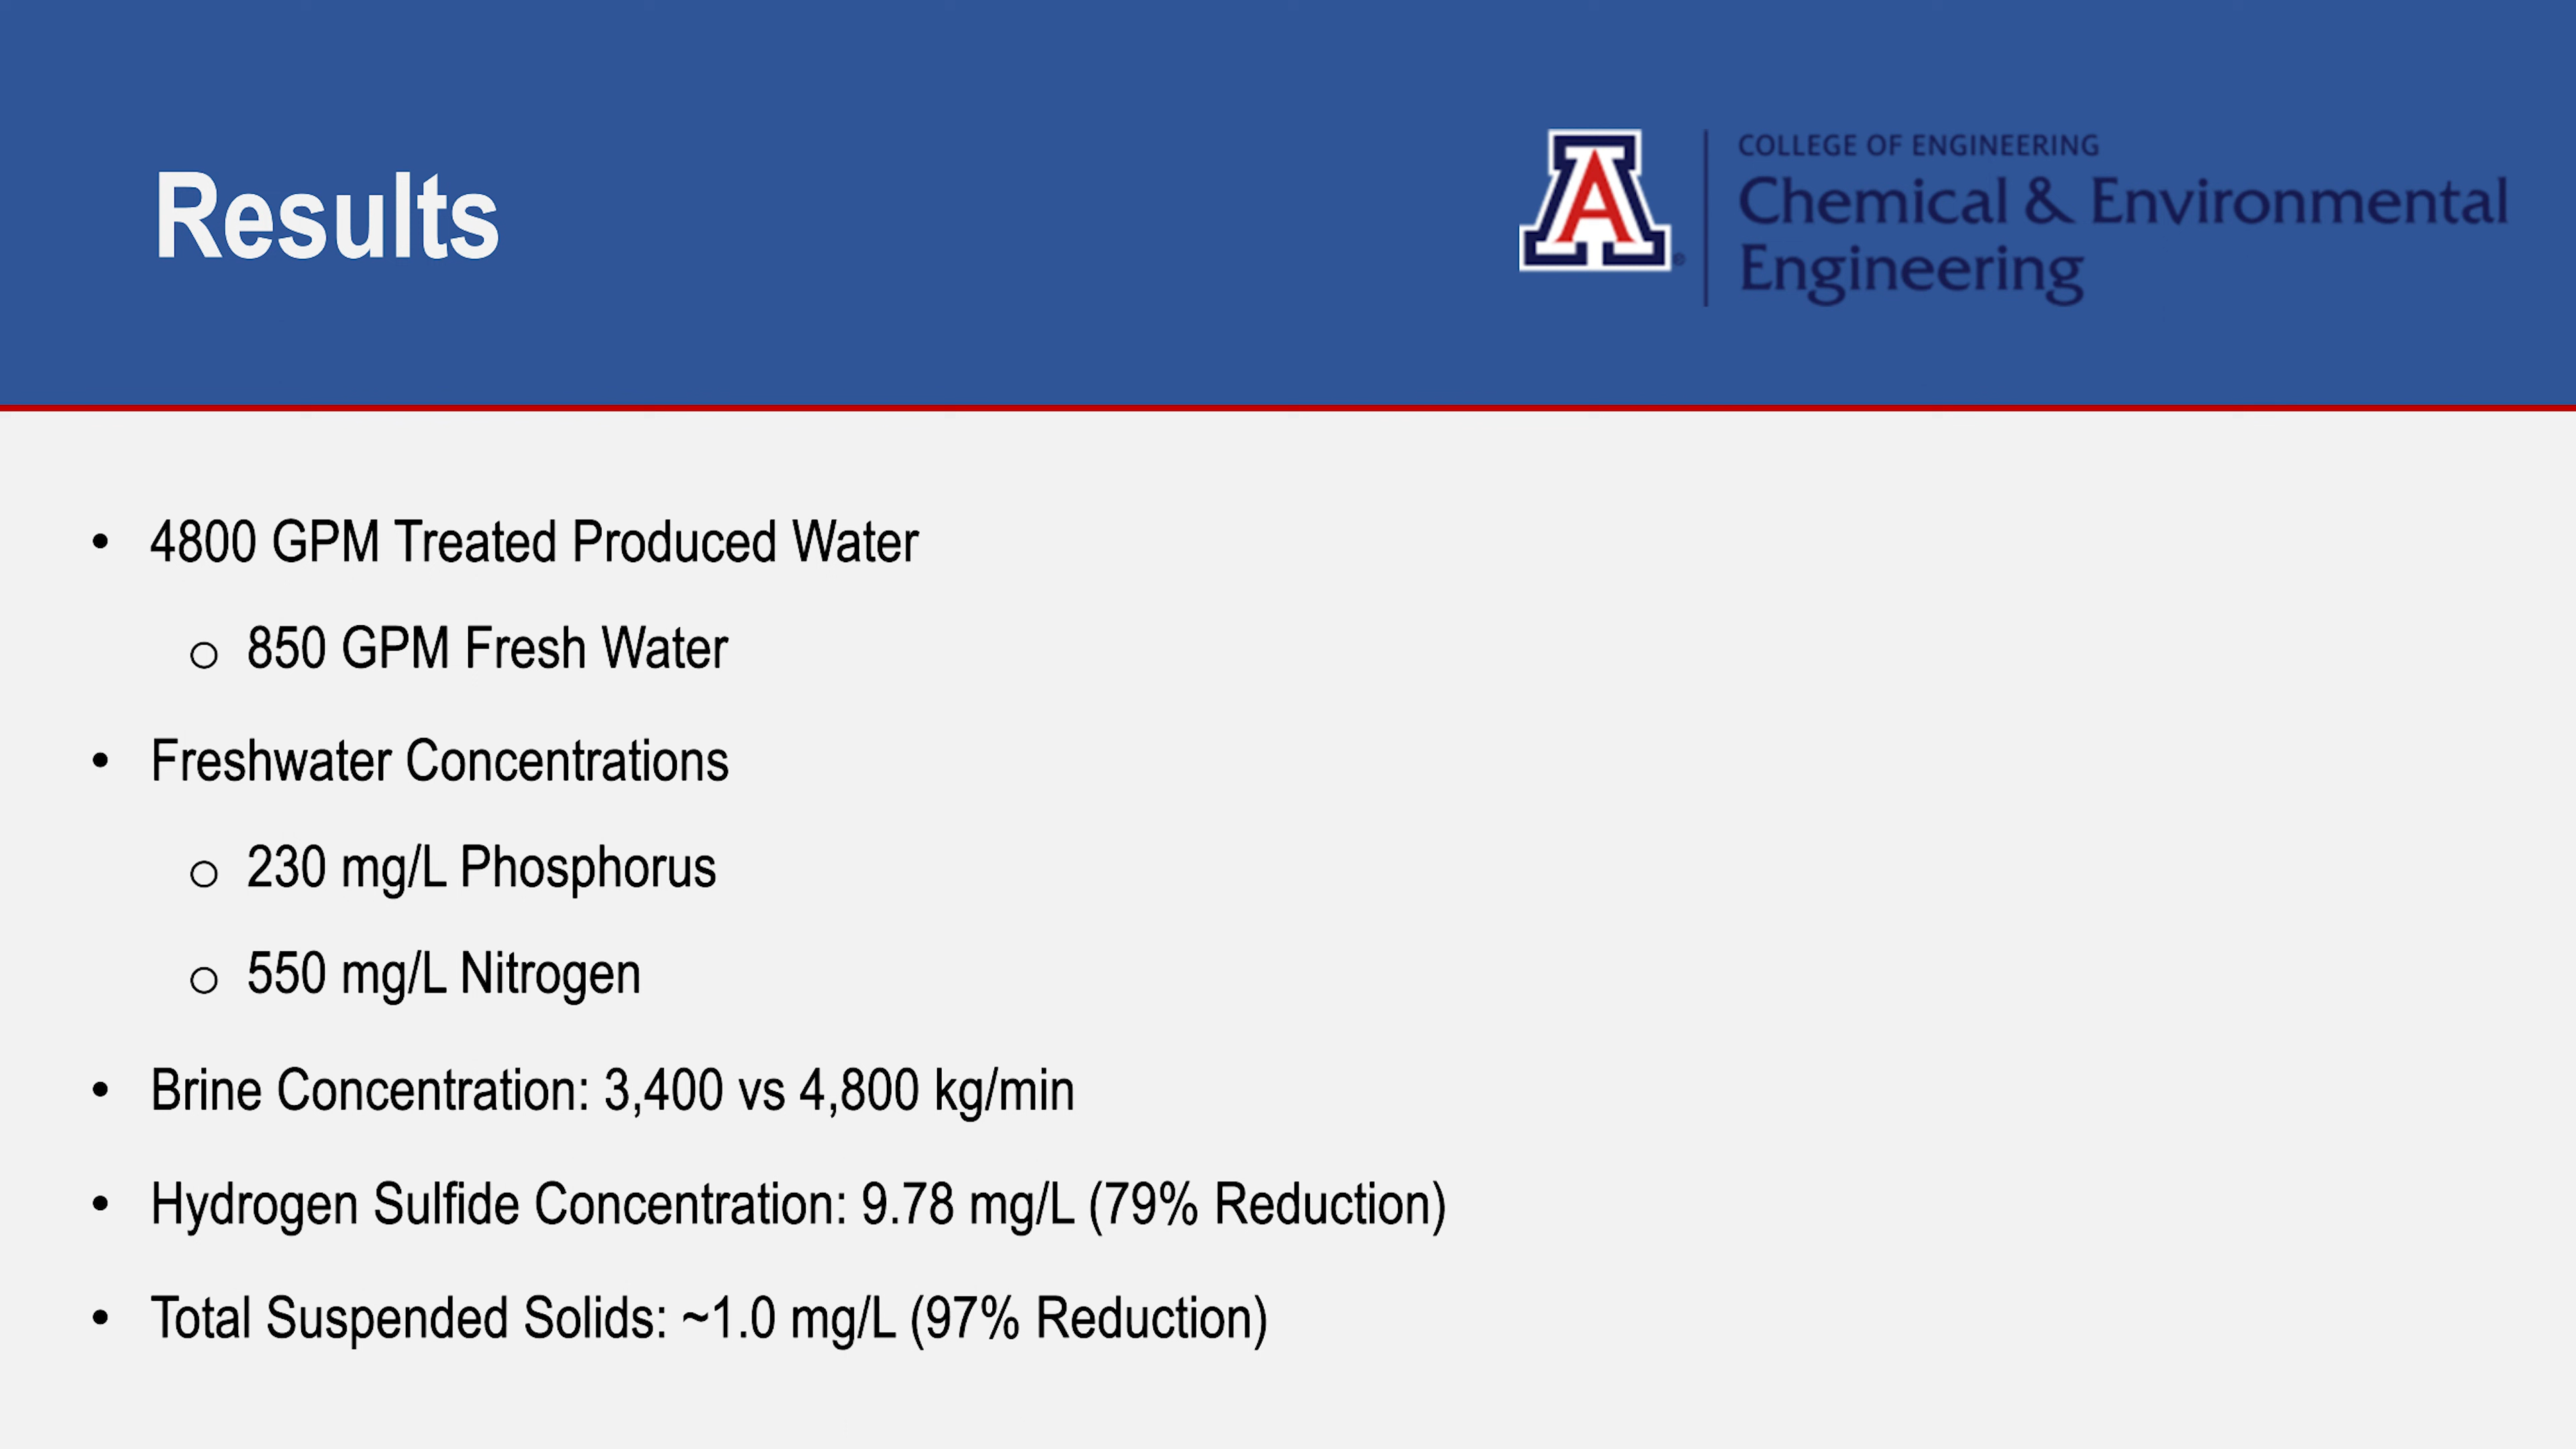 Results
A
COLLEGE OF ENGINEERING
Chemical & Environmental
Engineering
• 4800 GPM Treated Produced Water
o 850 GPM Fresh Water
• Freshwater Concentrations
o 230 mg/L Phosphorus
o 550 mg/L Nitrogen
• Brine Concentration: 3,400 vs 4,800 kg/min
• Hydrogen Sulfide Concentration: 9.78 mg/L (79% Reduction)
• Total Suspended Solids: ~1.0 mg/L (97% Reduction)